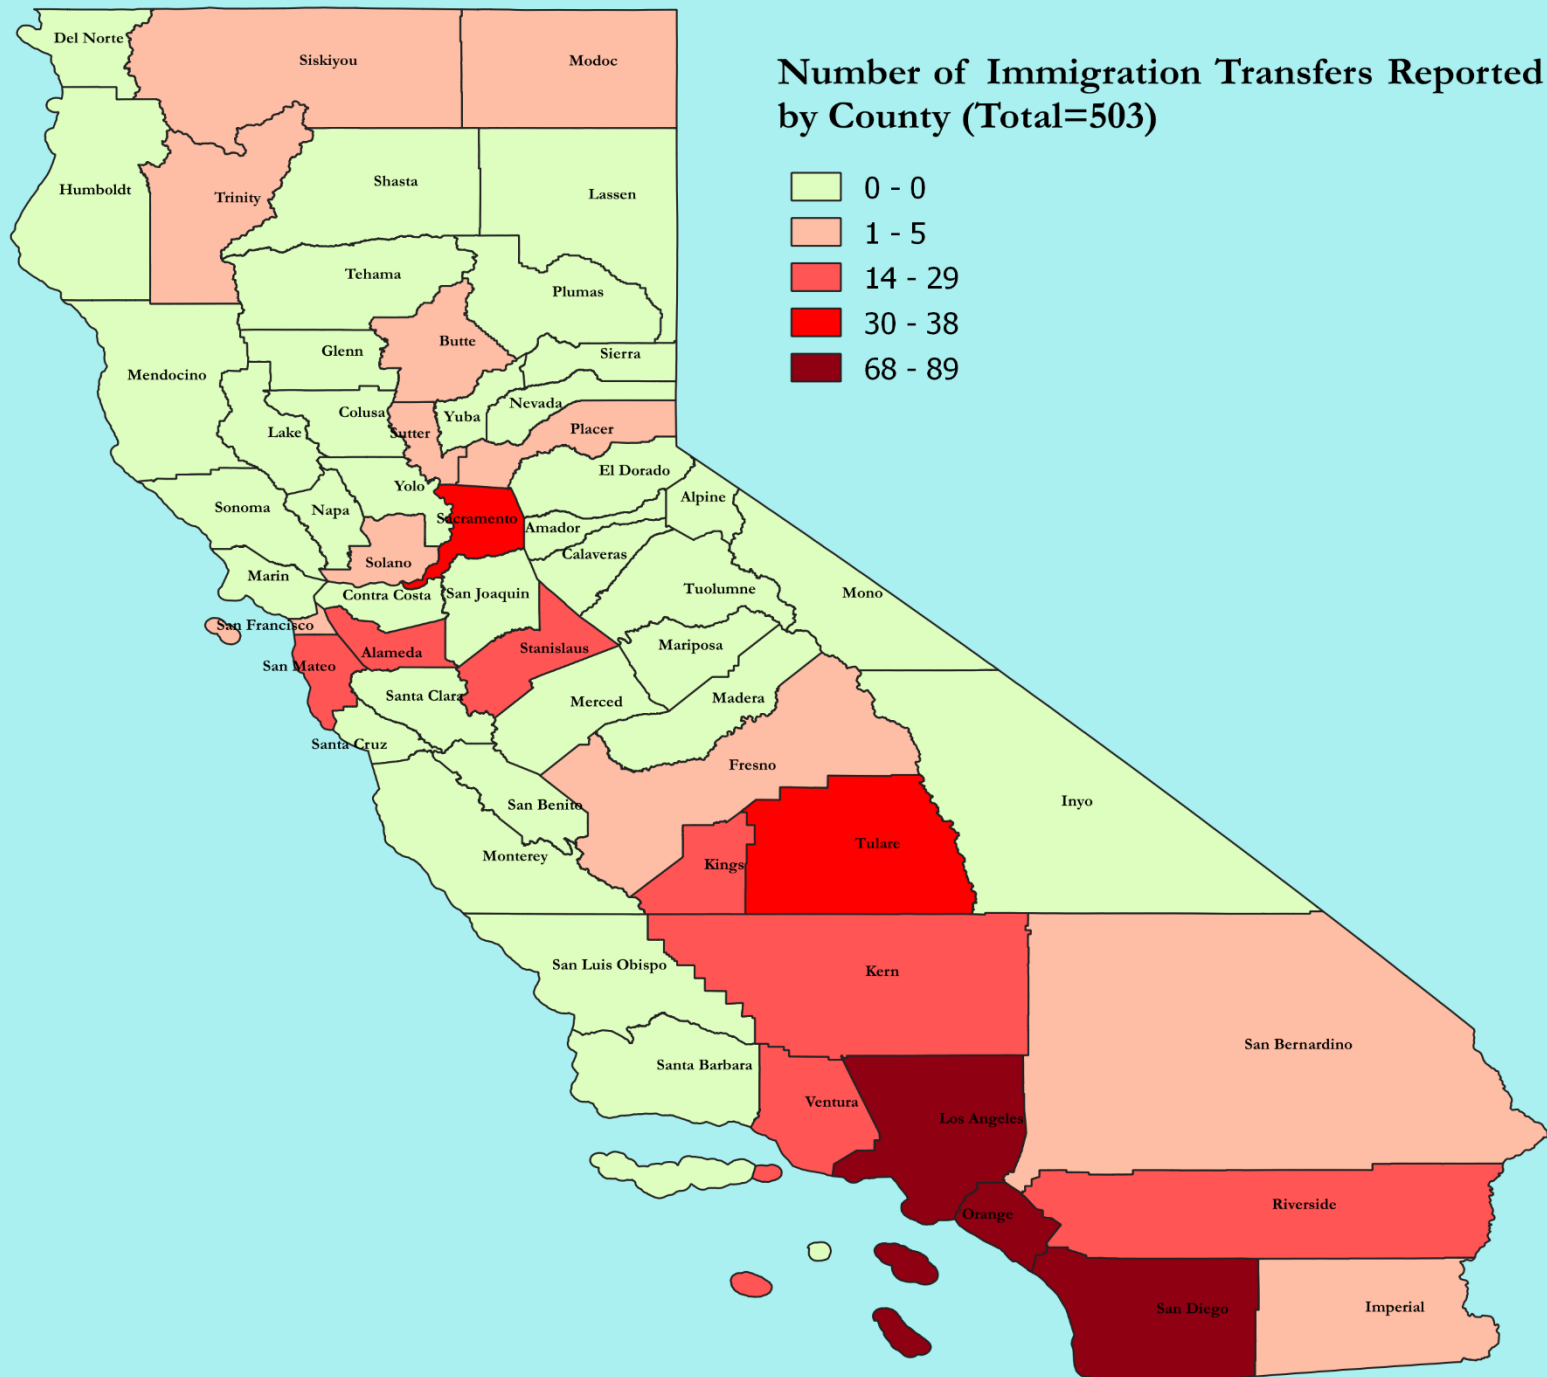 Number of Immigration Transfers Reported
by County (Total=503)
0 - 0
1 - 5
14 - 29
30 - 38
68 - 89
Del Norte
Siskiyou
Modoc
Humboldt
Trinity
Shasta
Lassen
Tehama
Plumas
Butte
Glenn
Sierra
Mendocino
Colusa
Yuba
Nevada
Lake
Sutter
Placer
El Dorado
Yolo
Alpine
Sonoma
Napa
Sacramento
Amador
Calaveras
Solano
Marin
Contra Costa
San Joaquin
Tuolumne
Mono
San Francisco
Alameda
Stanislaus
Mariposa
San Mateo
Santa Clara
Merced
Madera
Santa Cruz
Fresno
San Benito
Inyo
Monterey
Kings
Tulare
San Luis Obispo
Kern
San Bernardino
Santa Barbara
Ventura
Los Angeles
Riverside
Orange
San Diego
Imperial